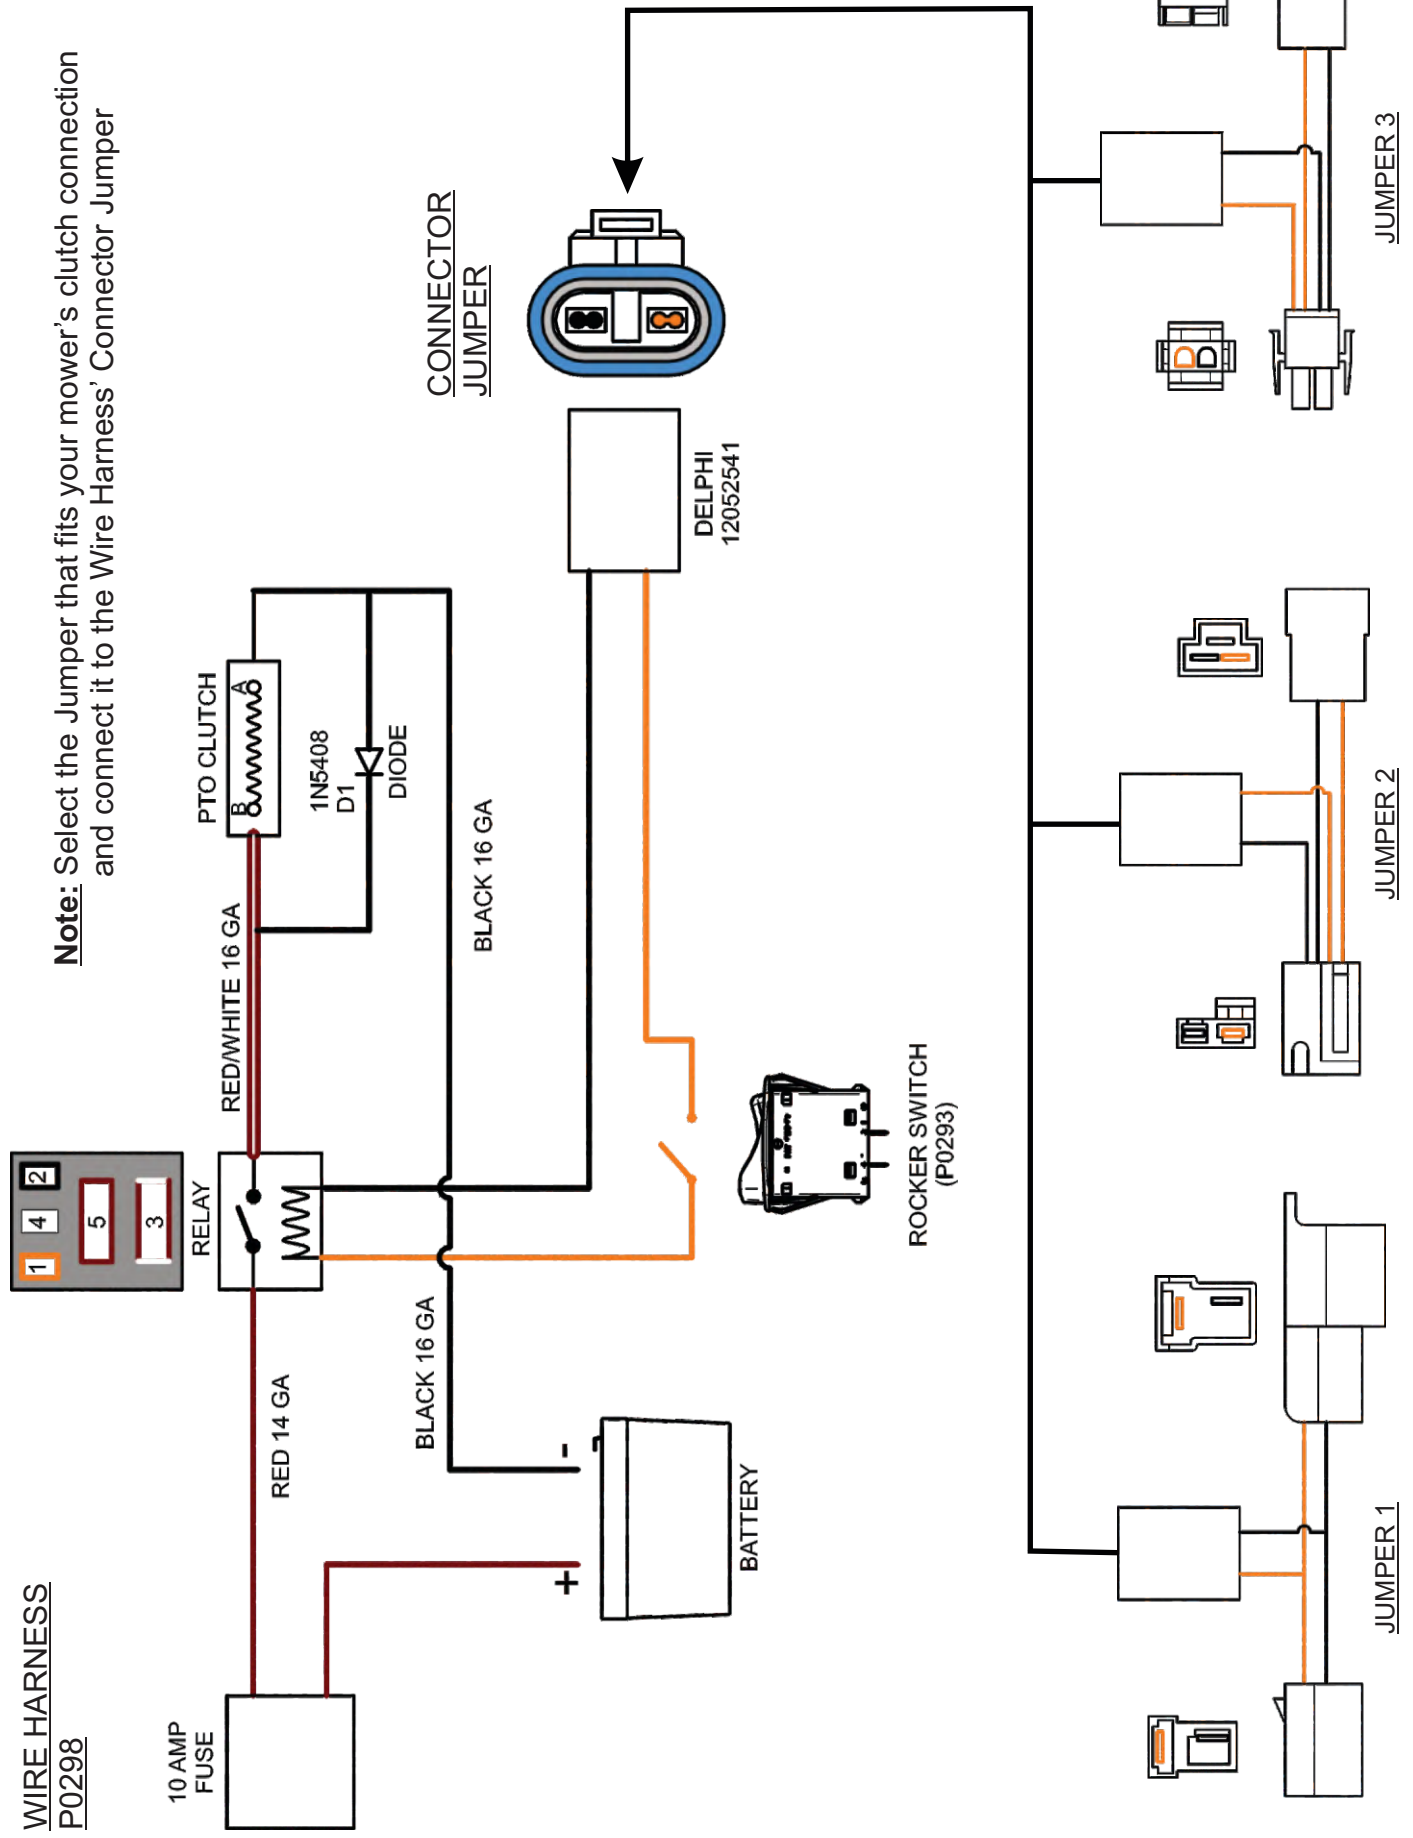 WIRE HARNESS
P0298
Note: Select the Jumper that fits your mower’s clutch connection
and connect it to the Wire Harness’ Connector Jumper
1
4
2
5
3
RELAY
10 AMP
FUSE
RED 14 GA
RED/WHITE 16 GA
PTO CLUTCH
B
A
1N5408
D1
DIODE
BLACK 16 GA
BLACK 16 GA
+
-
BATTERY
ROCKER SWITCH
(P0293)
DELPHI
12052541
CONNECTOR
JUMPER
JUMPER 1
JUMPER 2
JUMPER 3